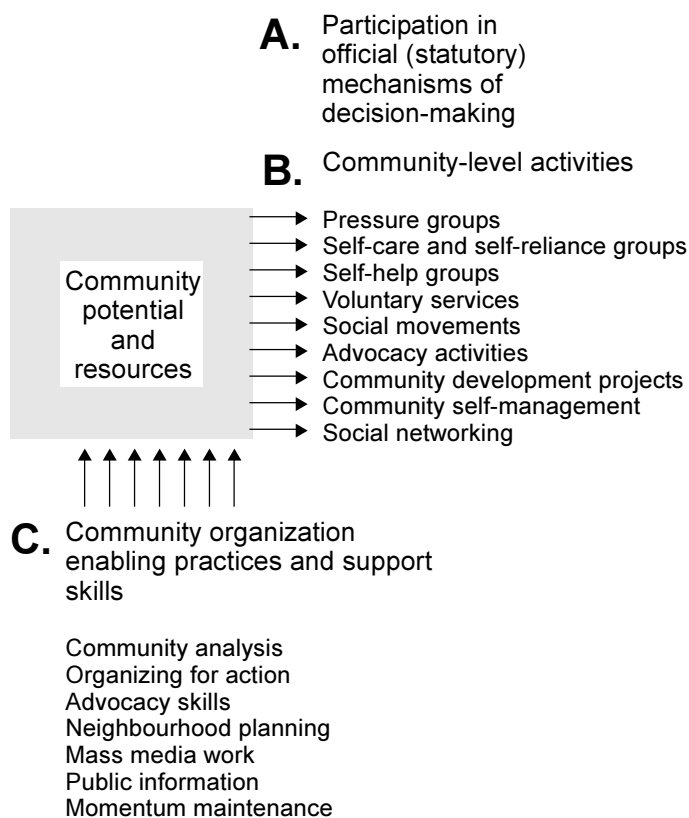 A. Participation in
official (statutory)
mechanisms of
decision-making
B. Community-level activities
Community
potential
and
resources
Pressure groups
Self-care and self-reliance groups
Self-help groups
Voluntary services
Social movements
Advocacy activities
Community development projects
Community self-management
Social networking
C. Community organization
enabling practices and support
skills
Community analysis
Organizing for action
Advocacy skills
Neighbourhood planning
Mass media work
Public information
Momentum maintenance